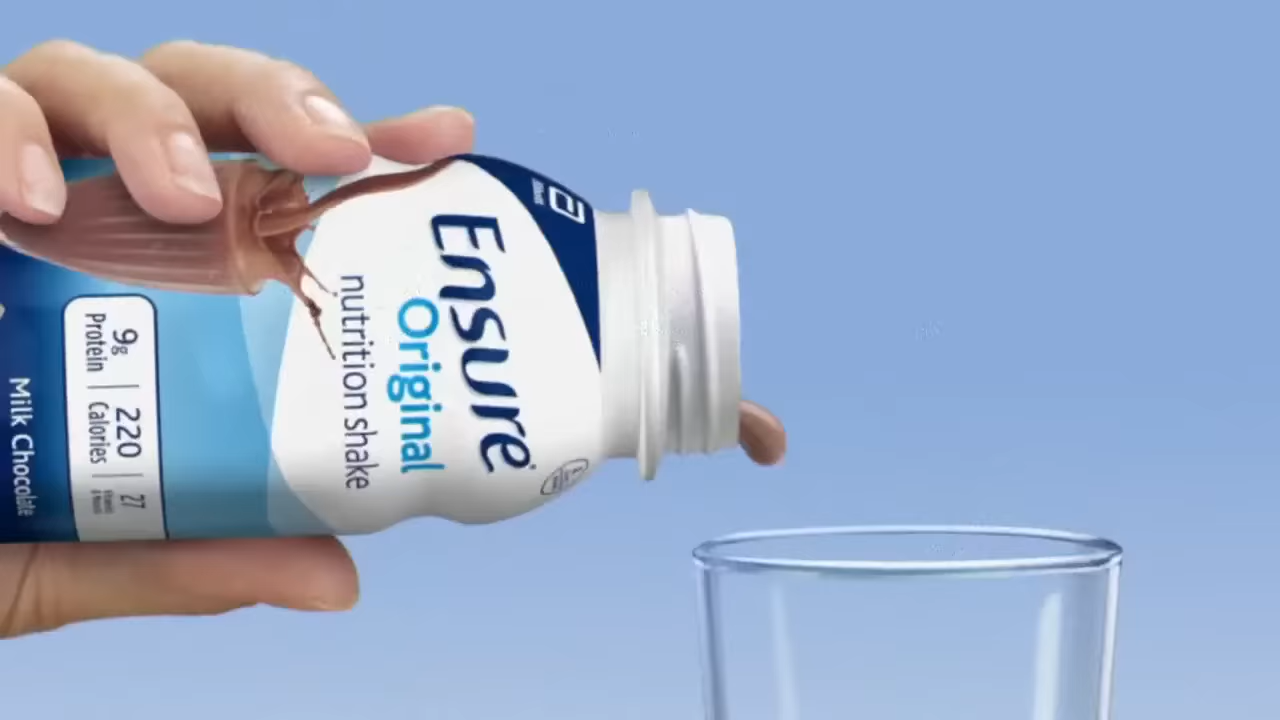 Ensure
Original
nutrition shake
9g
Protein
220
Calories
27
Milk Chocolate